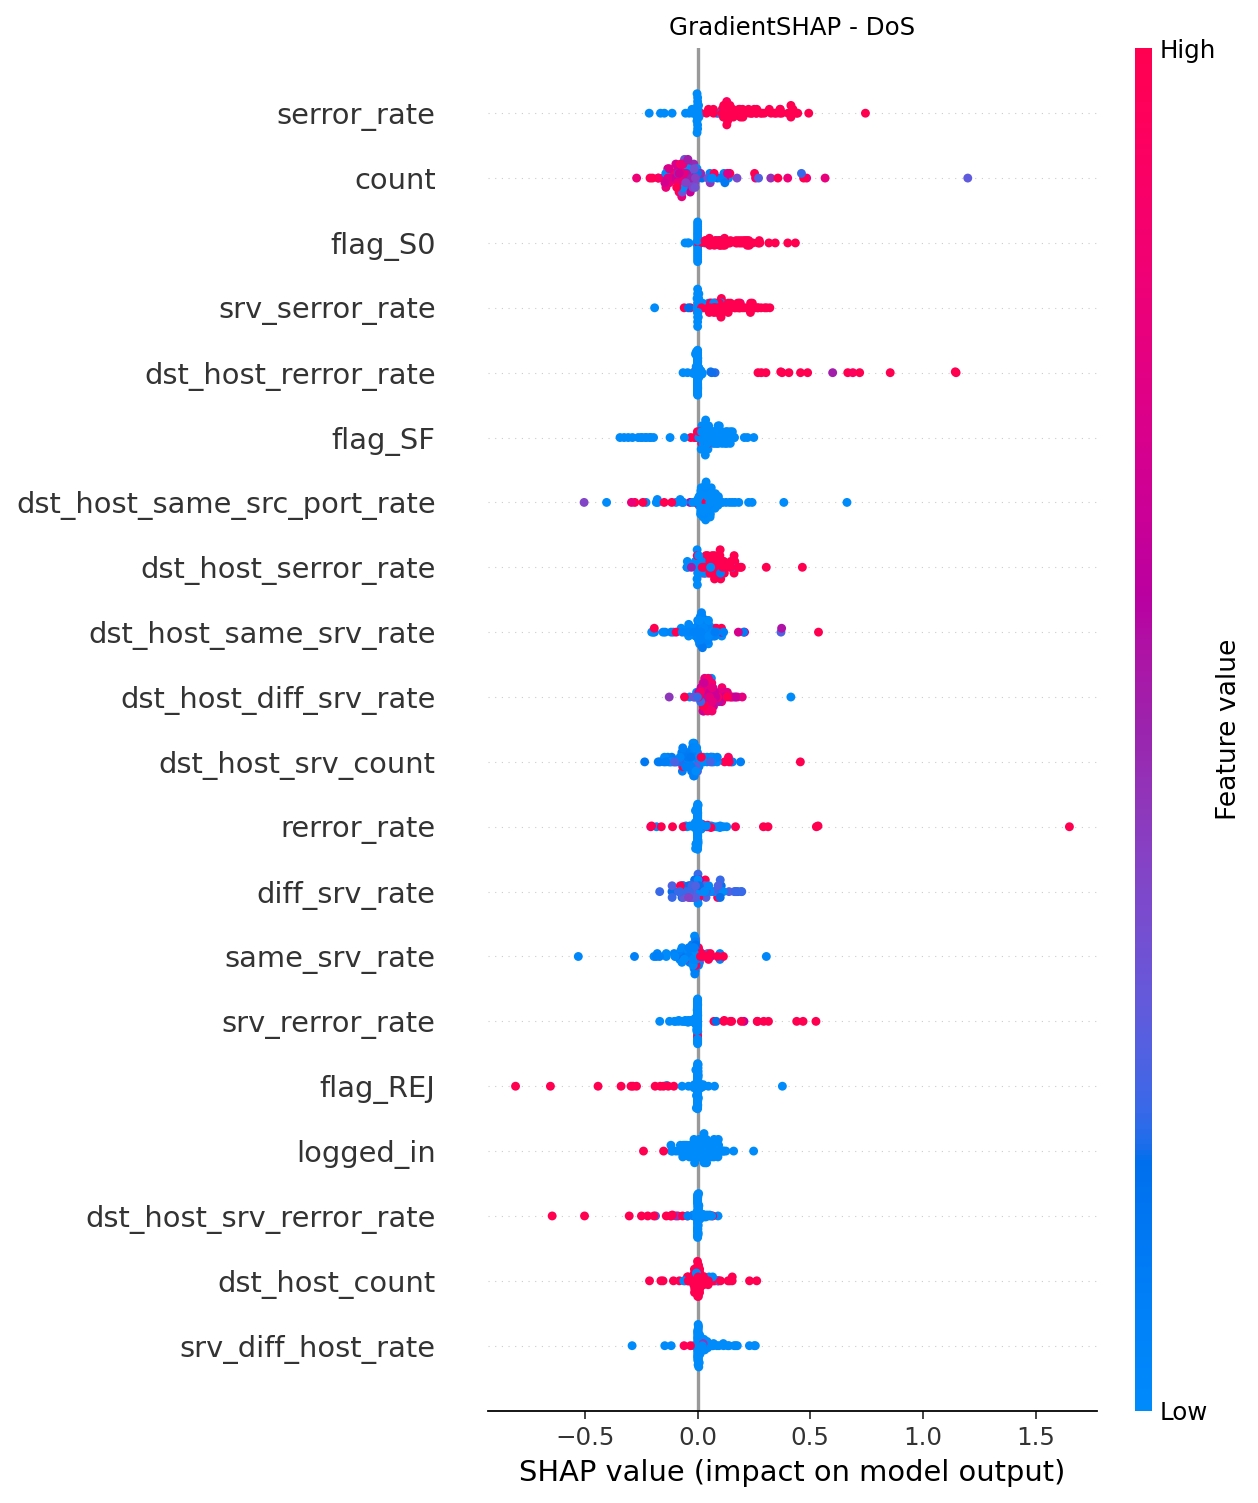 GradientSHAP - DoS
High
serror_rate
count
flag_S0
srv_serror_rate
dst_host_rerror_rate
flag_SF
dst_host_same_src_port_rate
dst_host_serror_rate
dst_host_same_srv_rate
dst_host_diff_srv_rate
dst_host_srv_count
rerror_rate
diff_srv_rate
same_srv_rate
srv_rerror_rate
flag_REJ
logged_in
dst_host_srv_rerror_rate
dst_host_count
srv_diff_host_rate
Feature value
Low
−0.5 0.0 0.5 1.0 1.5
SHAP value (impact on model output)